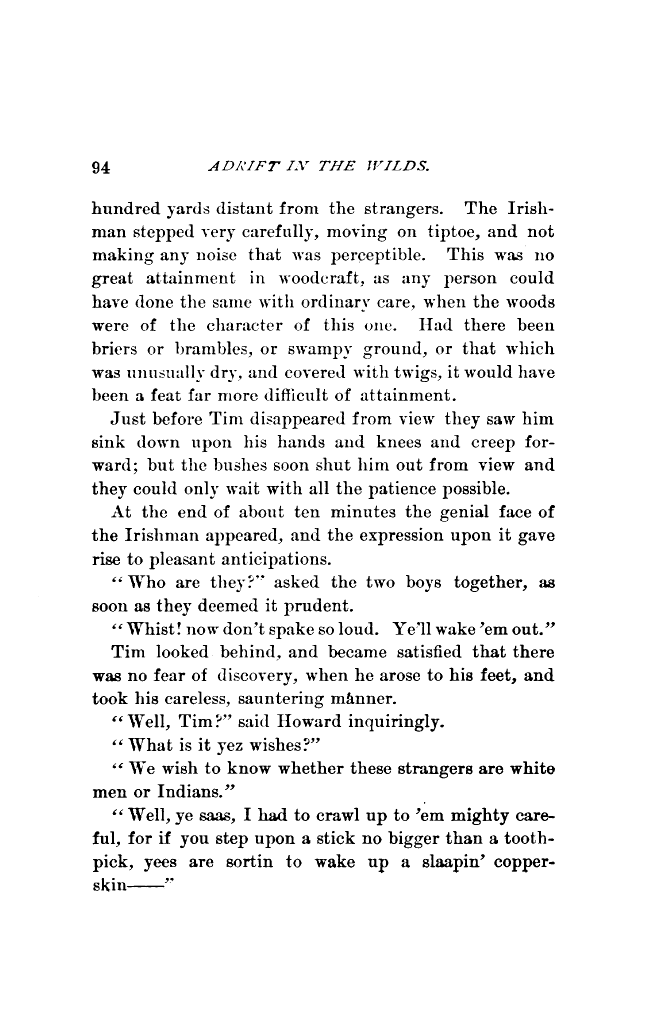 94 ADRIFT IN THE WILDS.
hundred yards distant from the strangers. The Irish-
man stepped very carefully, moving on tiptoe, and not
making any noise that was perceptible. This was no
great attainment in woodcraft, as any person could
have done the same with ordinary care, when the woods
were of the character of this one. Had there been
briers or brambles, or swampy ground, or that which
was unusually dry, and covered with twigs, it would have
been a feat far more difficult of attainment.
Just before Tim disappeared from view they saw him
sink down upon his hands and knees and creep for-
ward; but the bushes soon shut him out from view and
they could only wait with all the patience possible.
At the end of about ten minutes the genial face of
the Irishman appeared, and the expression upon it gave
rise to pleasant anticipations.
“Who are they?” asked the two boys together, as
soon as they deemed it prudent.
“Whist! now don’t spake so loud. Ye’ll wake ’em out.”
Tim looked behind, and became satisfied that there
was no fear of discovery, when he arose to his feet, and
took his careless, sauntering manner.
“Well, Tim?” said Howard inquiringly.
“What is it yez wishes?”
“We wish to know whether these strangers are white
men or Indians.”
“Well, ye saas, I had to crawl up to ’em mighty care-
ful, for if you step upon a stick no bigger than a tooth-
pick, yees are sortin to wake up a slaapin’ copper-
skin——”